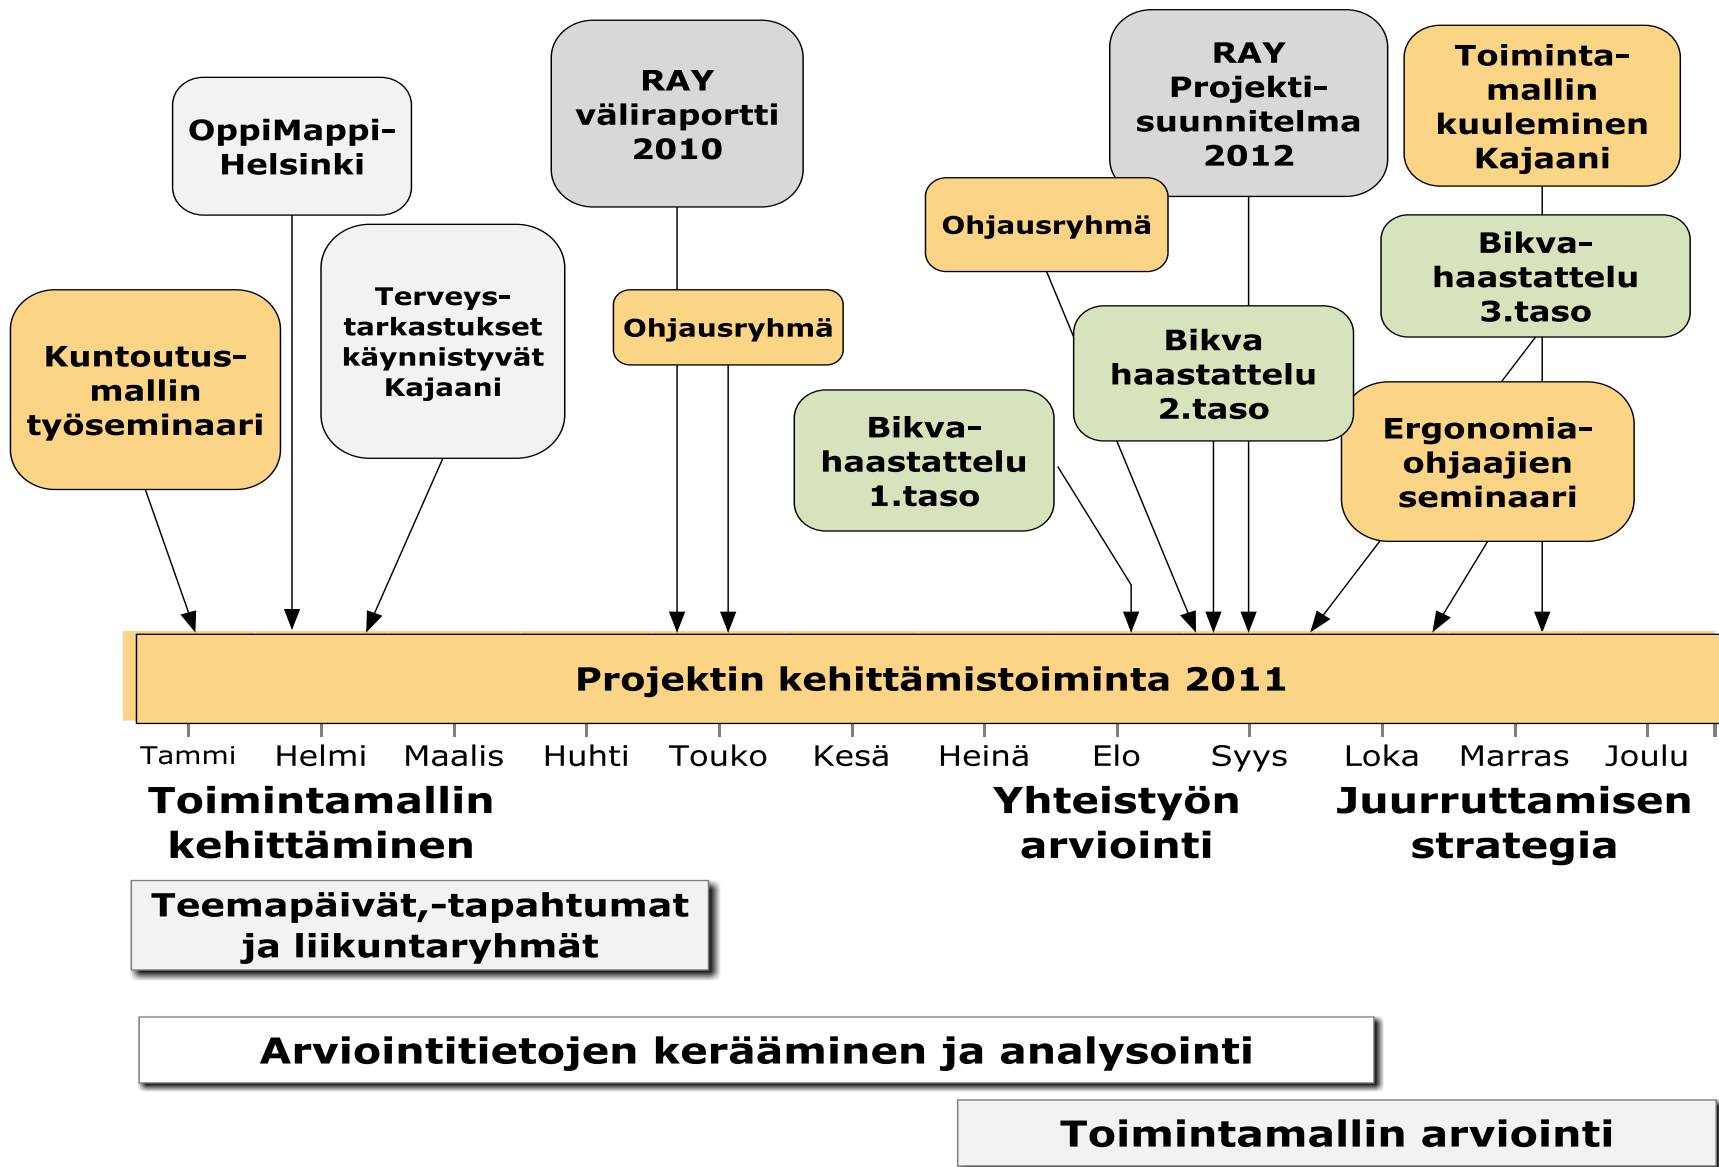 OppiMappi-
Helsinki
RAY
väliraportti
2010
RAY
Projekti-
suunnitelma
2012
Toiminta-
mallin
kuuleminen
Kajaani
Ohjausryhmä
Bikva-
haastattelu
3.taso
Terveys-
tarkastukset
käynnistyvät
Kajaani
Kuntoutus-
mallin
työseminaari
Ohjausryhmä
Bikva
haastattelu
2.taso
Bikva-
haastattelu
1.taso
Ergonomia-
ohjaajien
seminaari
Projektin kehittämistoiminta 2011
Tammi Helmi Maalis Huhti Touko Kesä Heinä Elo Syys Loka Marras Joulu
Toimintamallin
kehittäminen
Yhteistyön
arviointi
Juurruttamisen
strategia
Teemapäivät,-tapahtumat
ja liikuntaryhmät
Arviointitietojen kerääminen ja analysointi
Toimintamallin arviointi